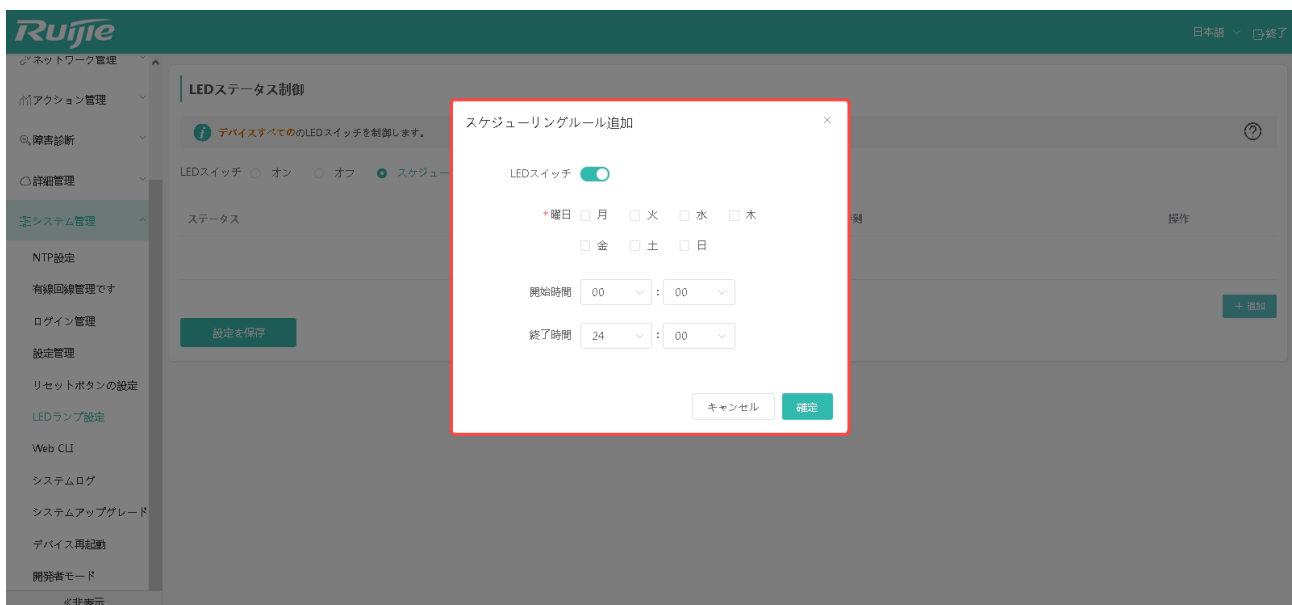 Ruijie
日本語 終了
ネットワーク管理
アクション管理
障害診断
詳細管理
システム管理
NTP設定
有線回線管理です
ログイン管理
設定管理
リセットボタンの設定
LEDランプ設定
Web CLI
システムログ
システムアップグレード
デバイス再起動
開発者モード
≪非表示
LEDステータス制御
デバイスすべてののLEDスイッチを制御します。
LEDスイッチ オン オフ スケジュー
ステータス 操作
+ 追加
設定を保存
スケジューリングルール追加
LEDスイッチ
*曜日 月 火 水 木
金 土 日
開始時間 00 : 00
終了時間 24 : 00
キャンセル 確定